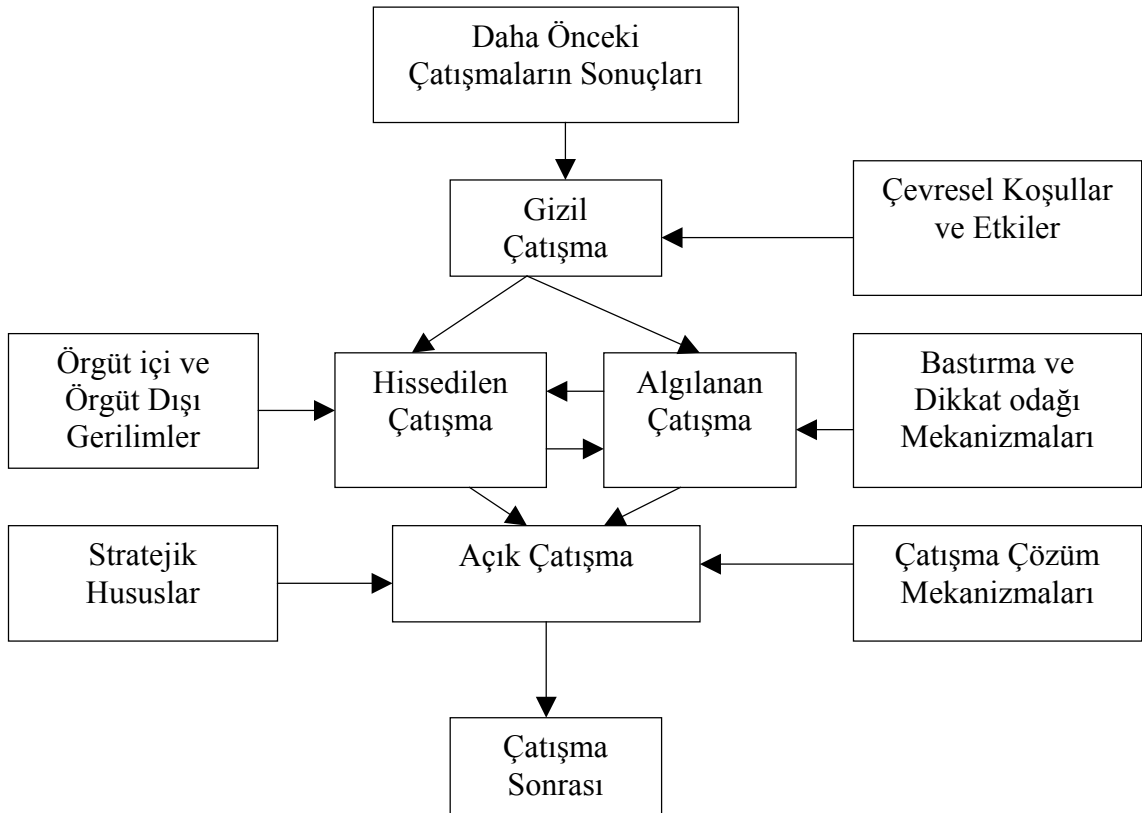 Daha Önceki
Çatışmaların Sonuçları
Gizil
Çatışma
Çevresel Koşullar
ve Etkiler
Örgüt içi ve
Örgüt Dışı
Gerilimler
Hissedilen
Çatışma
Algılanan
Çatışma
Bastırma ve
Dikkat odağı
Mekanizmaları
Stratejik
Hususlar
Açık Çatışma
Çatışma Çözüm
Mekanizmaları
Çatışma
Sonrası